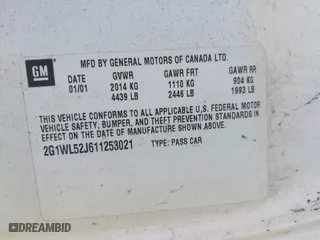 GM
MFD BY GENERAL MOTORS OF CANADA LTD.
DATE GVWR GAWR FRT GAWR RR
01/01 2014 KG 1110 KG 904 KG
4439 LB 2446 LB 1993 LB
THIS VEHICLE CONFORMS TO ALL APPLICABLE U.S. FEDERAL MOTOR
VEHICLE SAFETY, BUMPER, AND THEFT PREVENTION STANDARDS IN
EFFECT ON THE DATE OF MANUFACTURE SHOWN ABOVE.
2G1WL52J611253021 TYPE: PASS CAR
© DEALERSHIP.CC